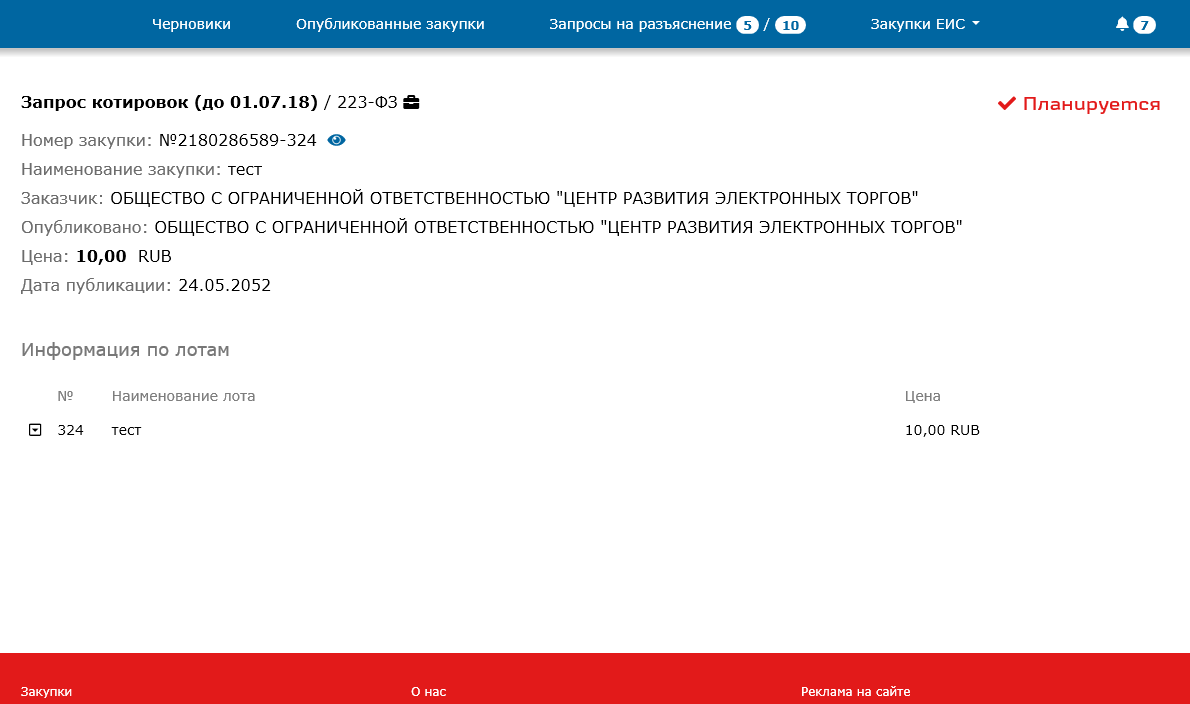 Черновики Опубликованные закупки Запросы на разъяснение 5 / 10 Закупки ЕИС 7
Запрос котировок (до 01.07.18) / 223-ФЗ Планируется
Номер закупки: №2180286589-324
Наименование закупки: тест
Заказчик: ОБЩЕСТВО С ОГРАНИЧЕННОЙ ОТВЕТСТВЕННОСТЬЮ "ЦЕНТР РАЗВИТИЯ ЭЛЕКТРОННЫХ ТОРГОВ"
Опубликовано: ОБЩЕСТВО С ОГРАНИЧЕННОЙ ОТВЕТСТВЕННОСТЬЮ "ЦЕНТР РАЗВИТИЯ ЭЛЕКТРОННЫХ ТОРГОВ"
Цена: 10,00 RUB
Дата публикации: 24.05.2052
Информация по лотам
№ Наименование лота Цена
324 тест 10,00 RUB
Закупки О нас Реклама на сайте